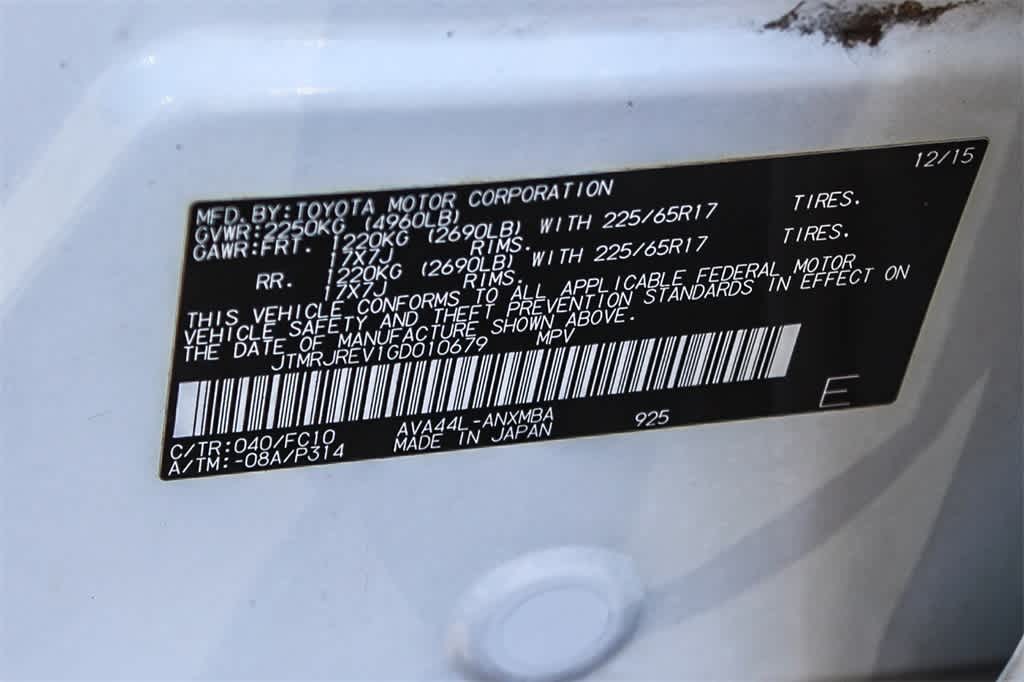 12/15
MFD. BY:TOYOTA MOTOR CORPORATION
GVWR:2250KG (4960LB)
GAWR:FRT. 1220KG (2690LB) WITH 225/65R17 TIRES.
17X7J RIMS.
RR. 1220KG (2690LB) WITH 225/65R17 TIRES.
17X7J RIMS.
THIS VEHICLE CONFORMS TO ALL APPLICABLE FEDERAL MOTOR
VEHICLE SAFETY AND THEFT PREVENTION STANDARDS IN EFFECT ON
THE DATE OF MANUFACTURE SHOWN ABOVE.
JTMRJREV1GD010679 MPV
E
C/TR:040/FC10 AVA44L-ANXMBA 925
A/TM:-08A/P314 MADE IN JAPAN